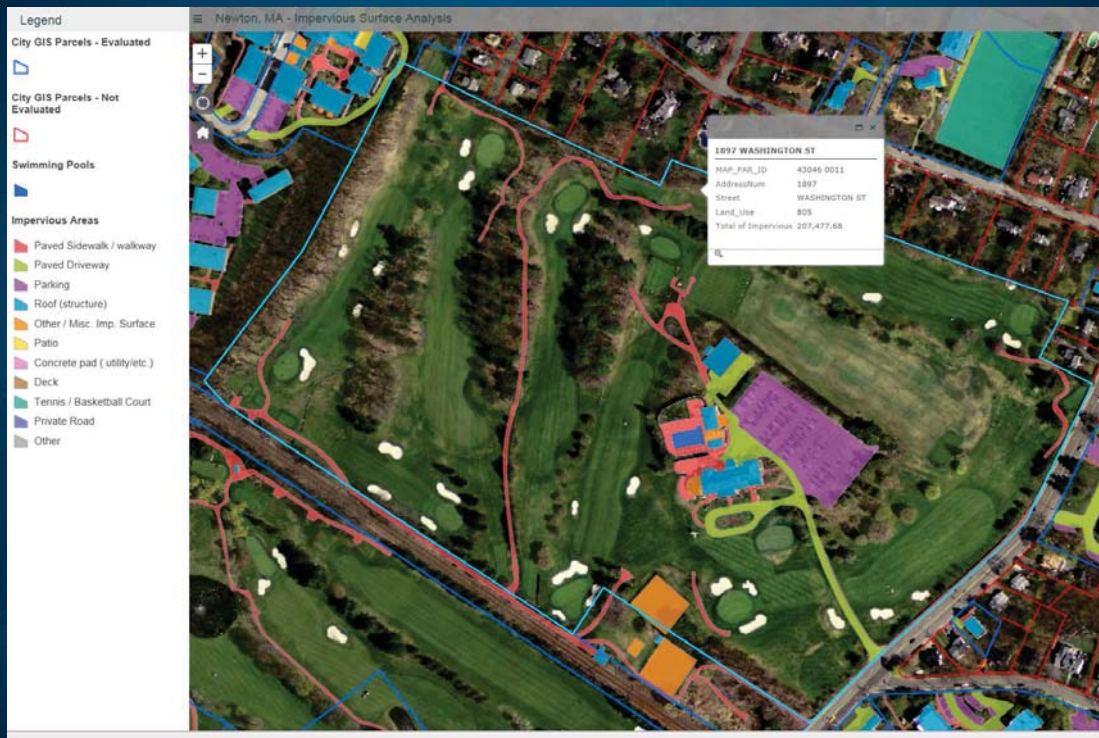 Legend
Newton, MA - Impervious Surface Analysis
City GIS Parcels - Evaluated
City GIS Parcels - Not
Evaluated
Swimming Pools
Impervious Areas
Paved Sidewalk / walkway
Paved Driveway
Parking
Roof (structure)
Other / Misc. Imp. Surface
Patio
Concrete pad ( utility/etc.)
Deck
Tennis / Basketball Court
Private Road
Other
+
−
1897 WASHINGTON ST
MAP_PAR_ID 43046 0011
AddressNum 1897
Street WASHINGTON ST
Land_Use 805
Total of Impervious 207,477.68